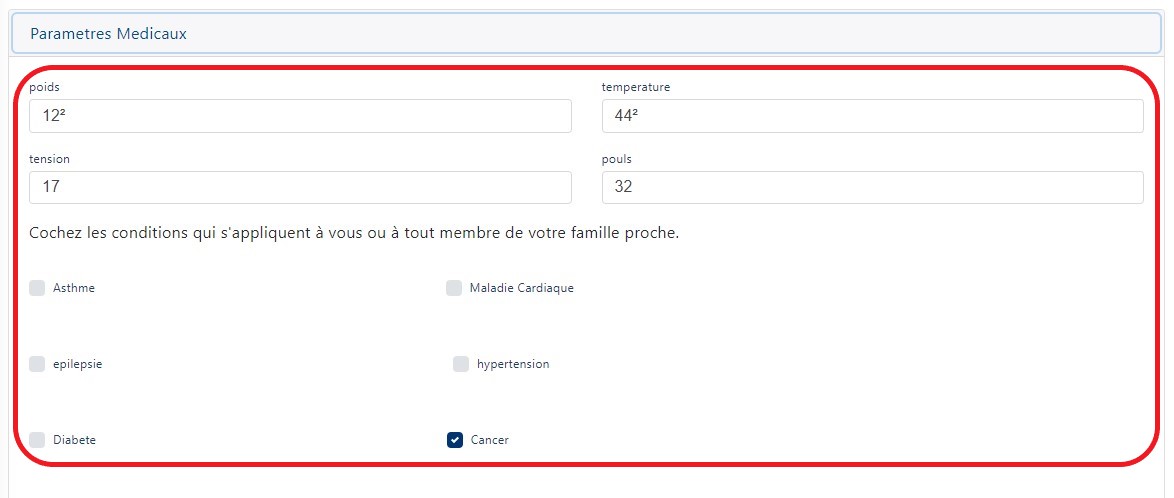 Parametres Medicaux
poids temperature
12² 44²
tension pouls
17 32
Cochez les conditions qui s'appliquent à vous ou à tout membre de votre famille proche.
Asthme Maladie Cardiaque
epilepsie hypertension
Diabete Cancer